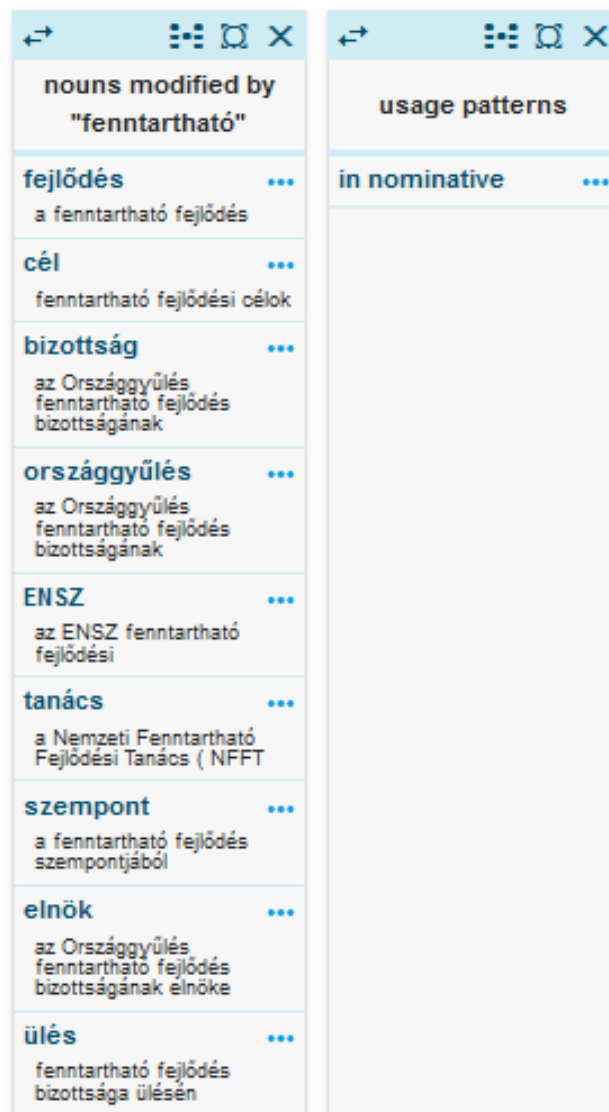 nouns modified by
"fenntartható"
fejlődés
a fenntartható fejlődés
cél
fenntartható fejlődési célok
bizottság
az Országgyűlés
fenntartható fejlődés
bizottságának
országgyűlés
az Országgyűlés
fenntartható fejlődés
bizottságának
ENSZ
az ENSZ fenntartható
fejlődési
tanács
a Nemzeti Fenntartható
Fejlődési Tanács ( NFFT
szempont
a fenntartható fejlődés
szempontjából
elnök
az Országgyűlés
fenntartható fejlődés
bizottságának elnöke
ülés
fenntartható fejlődés
bizottsága ülésén
usage patterns
in nominative